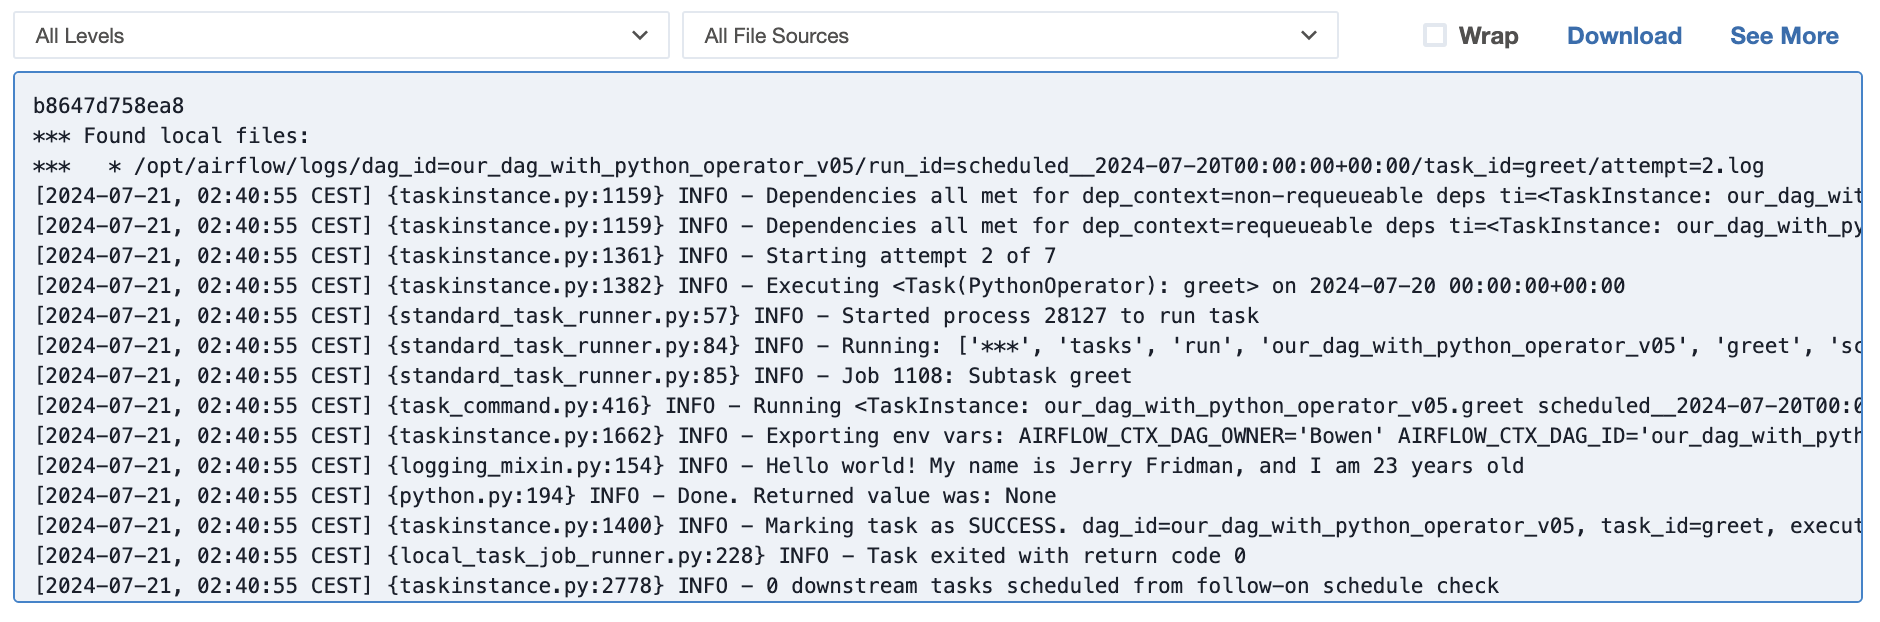 All Levels All File Sources Wrap Download See More
b8647d758ea8
*** Found local files:
***   * /opt/airflow/logs/dag_id=our_dag_with_python_operator_v05/run_id=scheduled__2024-07-20T00:00:00+00:00/task_id=greet/attempt=2.log
[2024-07-21, 02:40:55 CEST] {taskinstance.py:1159} INFO - Dependencies all met for dep_context=non-requeueable deps ti=<TaskInstance: our_dag_wit
[2024-07-21, 02:40:55 CEST] {taskinstance.py:1159} INFO - Dependencies all met for dep_context=requeueable deps ti=<TaskInstance: our_dag_with_py
[2024-07-21, 02:40:55 CEST] {taskinstance.py:1361} INFO - Starting attempt 2 of 7
[2024-07-21, 02:40:55 CEST] {taskinstance.py:1382} INFO - Executing <Task(PythonOperator): greet> on 2024-07-20 00:00:00+00:00
[2024-07-21, 02:40:55 CEST] {standard_task_runner.py:57} INFO - Started process 28127 to run task
[2024-07-21, 02:40:55 CEST] {standard_task_runner.py:84} INFO - Running: ['***', 'tasks', 'run', 'our_dag_with_python_operator_v05', 'greet', 'sc
[2024-07-21, 02:40:55 CEST] {standard_task_runner.py:85} INFO - Job 1108: Subtask greet
[2024-07-21, 02:40:55 CEST] {task_command.py:416} INFO - Running <TaskInstance: our_dag_with_python_operator_v05.greet scheduled__2024-07-20T00:0
[2024-07-21, 02:40:55 CEST] {taskinstance.py:1662} INFO - Exporting env vars: AIRFLOW_CTX_DAG_OWNER='Bowen' AIRFLOW_CTX_DAG_ID='our_dag_with_pyth
[2024-07-21, 02:40:55 CEST] {logging_mixin.py:154} INFO - Hello world! My name is Jerry Fridman, and I am 23 years old
[2024-07-21, 02:40:55 CEST] {python.py:194} INFO - Done. Returned value was: None
[2024-07-21, 02:40:55 CEST] {taskinstance.py:1400} INFO - Marking task as SUCCESS. dag_id=our_dag_with_python_operator_v05, task_id=greet, execut
[2024-07-21, 02:40:55 CEST] {local_task_job_runner.py:228} INFO - Task exited with return code 0
[2024-07-21, 02:40:55 CEST] {taskinstance.py:2778} INFO - 0 downstream tasks scheduled from follow-on schedule check